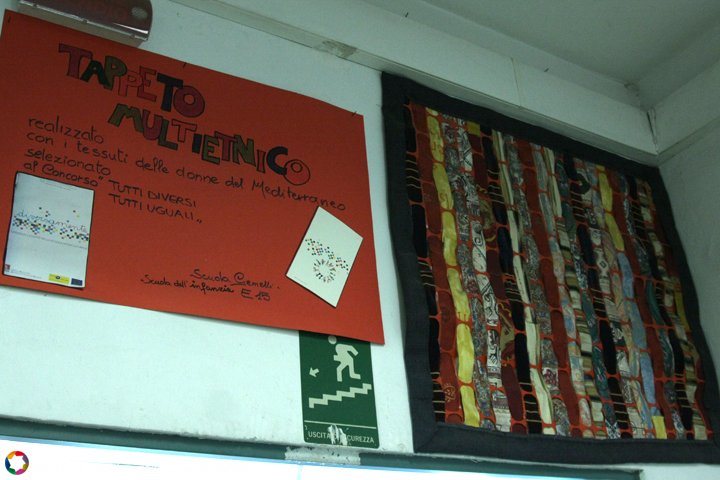 TAPPETO
MULTIETNICO
realizzato
con i tessuti delle donne del Mediterraneo
selezionato
al Concorso" TUTTI DIVERSI
TUTTI UGUALI"
Scuola Gemelli
Scuola dell'infanzia E 15
USCITA SICUREZZA